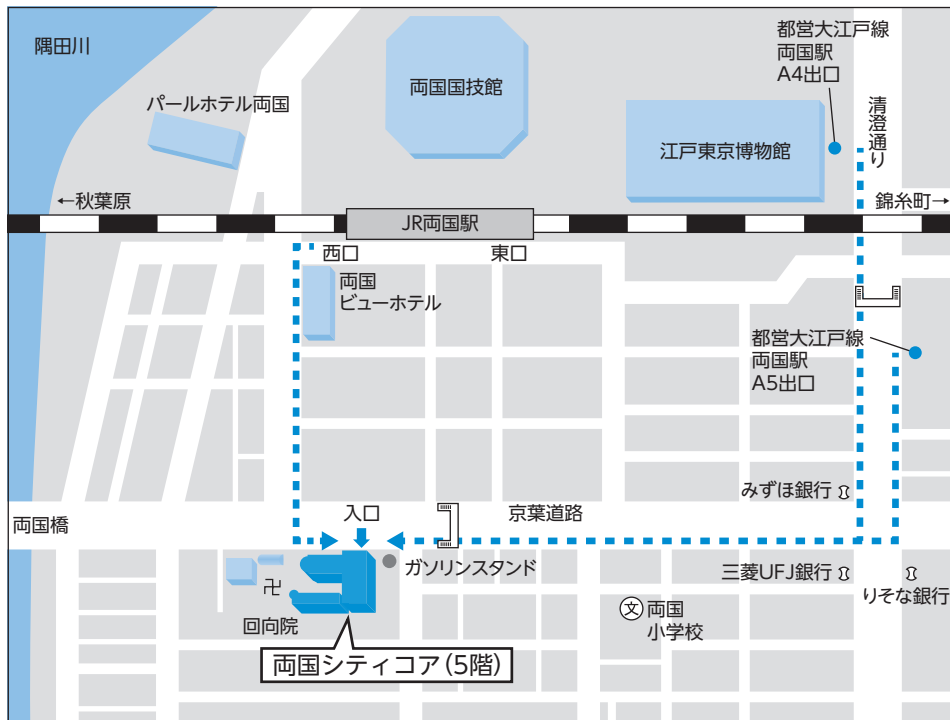 隅田川
都営大江戸線
両国駅
A4出口
両国国技館
パールホテル両国
江戸東京博物館
清澄通り
←秋葉原
錦糸町→
JR両国駅
西口
東口
両国
ビューホテル
都営大江戸線
両国駅
A5出口
みずほ銀行
両国橋
入口
京葉道路
ガソリンスタンド
三菱UFJ銀行
りそな銀行
卍
回向院
文
両国
小学校
両国シティコア(5階)